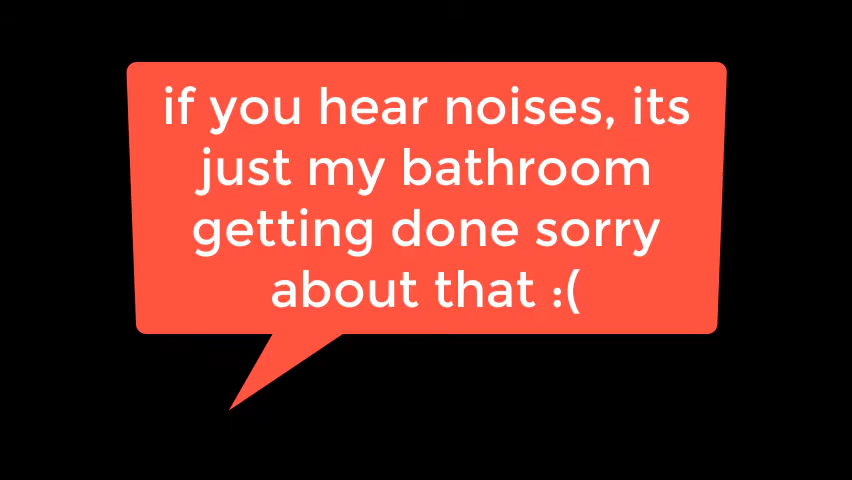 if you hear noises, its
just my bathroom
getting done sorry
about that :(